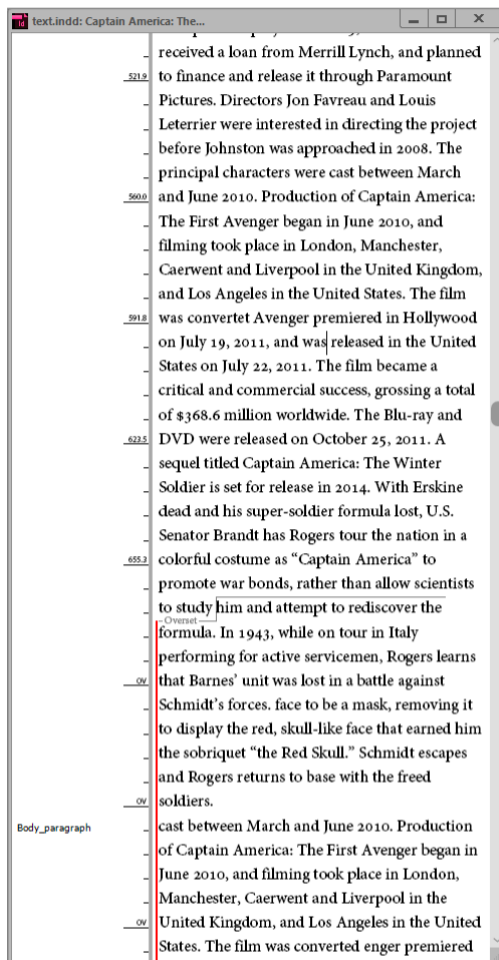 text.indd: Captain America: The...
received a loan from Merrill Lynch, and planned
521.9 to finance and release it through Paramount
Pictures. Directors Jon Favreau and Louis
Leterrier were interested in directing the project
before Johnston was approached in 2008. The
principal characters were cast between March
560.0 and June 2010. Production of Captain America:
The First Avenger began in June 2010, and
filming took place in London, Manchester,
Caerwent and Liverpool in the United Kingdom,
and Los Angeles in the United States. The film
591.8 was convertet Avenger premiered in Hollywood
on July 19, 2011, and was released in the United
States on July 22, 2011. The film became a
critical and commercial success, grossing a total
of $368.6 million worldwide. The Blu-ray and
623.5 DVD were released on October 25, 2011. A
sequel titled Captain America: The Winter
Soldier is set for release in 2014. With Erskine
dead and his super-soldier formula lost, U.S.
Senator Brandt has Rogers tour the nation in a
655.3 colorful costume as “Captain America” to
promote war bonds, rather than allow scientists
to study him and attempt to rediscover the
Overset
formula. In 1943, while on tour in Italy
performing for active servicemen, Rogers learns
OV that Barnes’ unit was lost in a battle against
Schmidt’s forces. face to be a mask, removing it
to display the red, skull-like face that earned him
the sobriquet “the Red Skull.” Schmidt escapes
and Rogers returns to base with the freed
OV soldiers.
Body_paragraph cast between March and June 2010. Production
of Captain America: The First Avenger began in
June 2010, and filming took place in London,
Manchester, Caerwent and Liverpool in the
OV United Kingdom, and Los Angeles in the United
States. The film was converted enger premiered